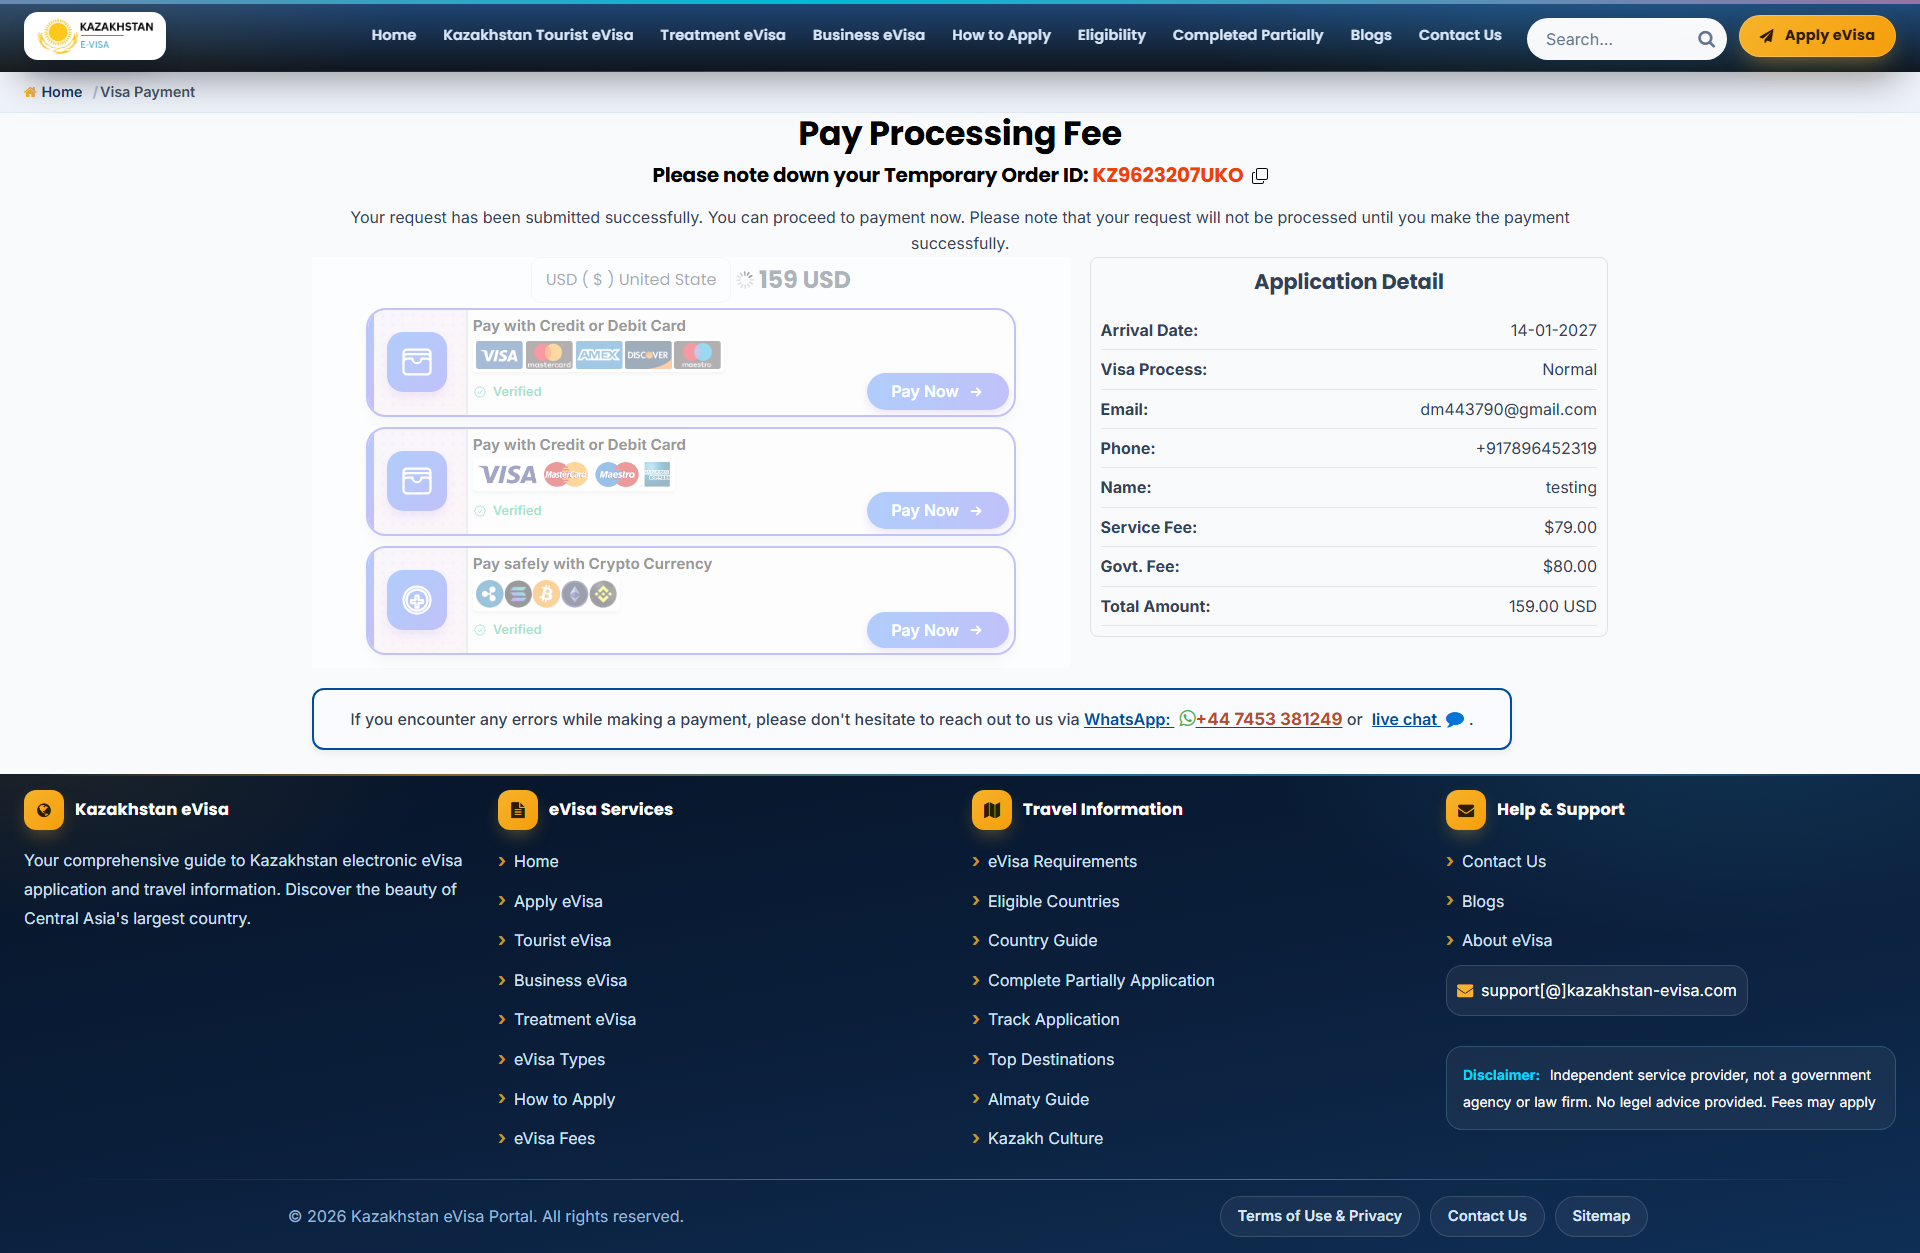 KAZAKHSTAN
E-VISA
Home
Kazakhstan Tourist eVisa
Treatment eVisa
Business eVisa
How to Apply
Eligibility
Completed Partially
Blogs
Contact Us
Search...
Apply eVisa
Home / Visa Payment
Pay Processing Fee
Please note down your Temporary Order ID: KZ9623207UKO
Your request has been submitted successfully. You can proceed to payment now. Please note that your request will not be processed until you make the payment
successfully.
USD ( $ ) United State
159 USD
Pay with Credit or Debit Card
VISA mastercard AMEX DISCOVER maestro
Verified
Pay Now
Pay with Credit or Debit Card
VISA MasterCard Maestro
Verified
Pay Now
Pay safely with Crypto Currency
Verified
Pay Now
Application Detail
Arrival Date: 14-01-2027
Visa Process: Normal
Email: dm443790@gmail.com
Phone: +917896452319
Name: testing
Service Fee: $79.00
Govt. Fee: $80.00
Total Amount: 159.00 USD
If you encounter any errors while making a payment, please don't hesitate to reach out to us via WhatsApp: +44 7453 381249 or live chat .
Kazakhstan eVisa
Your comprehensive guide to Kazakhstan electronic eVisa
application and travel information. Discover the beauty of
Central Asia's largest country.
eVisa Services
Home
Apply eVisa
Tourist eVisa
Business eVisa
Treatment eVisa
eVisa Types
How to Apply
eVisa Fees
Travel Information
eVisa Requirements
Eligible Countries
Country Guide
Complete Partially Application
Track Application
Top Destinations
Almaty Guide
Kazakh Culture
Help & Support
Contact Us
Blogs
About eVisa
support[@]kazakhstan-evisa.com
Disclaimer: Independent service provider, not a government
agency or law firm. No legel advice provided. Fees may apply
© 2026 Kazakhstan eVisa Portal. All rights reserved.
Terms of Use & Privacy
Contact Us
Sitemap